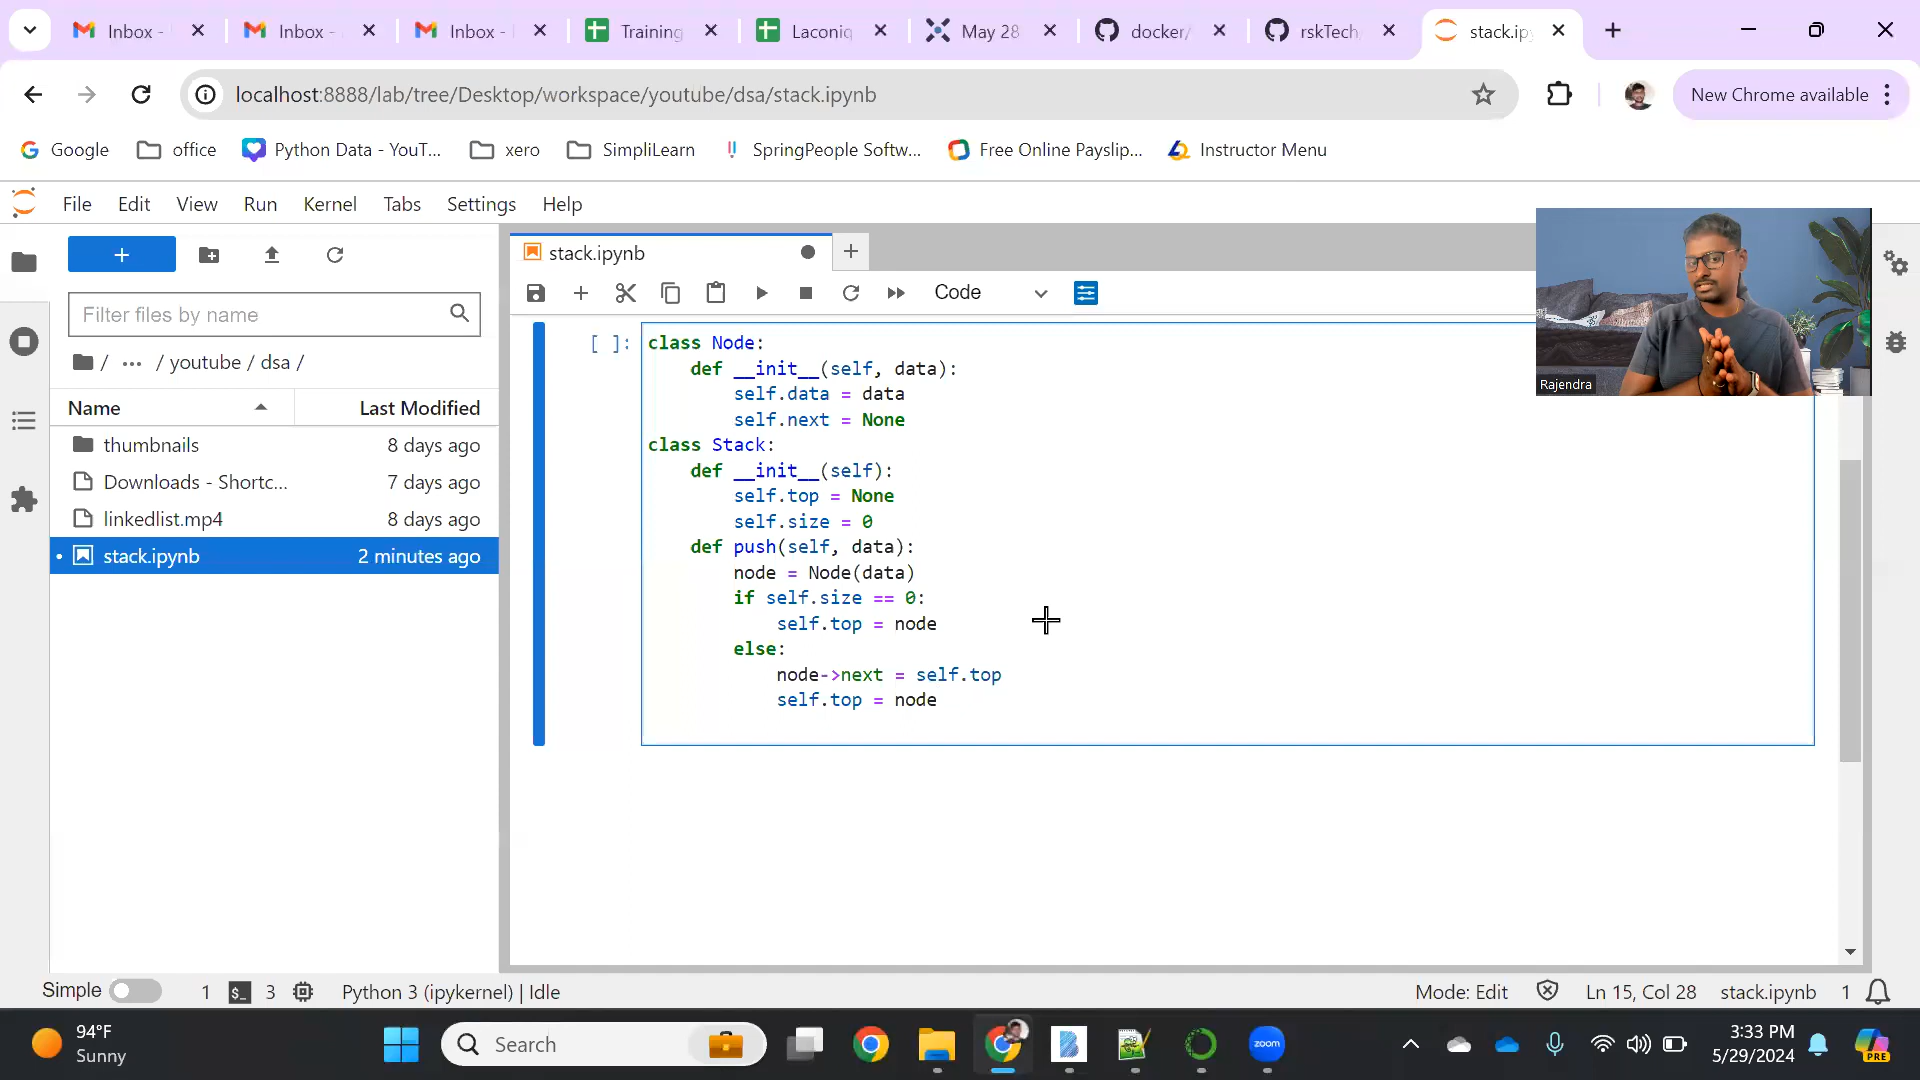 Inbox -
Inbox -
Inbox -
Training
Laconiq
May 28
docker/
rskTech
stack.ipy
localhost:8888/lab/tree/Desktop/workspace/youtube/dsa/stack.ipynb
New Chrome available
Google
office
Python Data - YouT...
xero
SimpliLearn
SpringPeople Softw...
Free Online Payslip...
Instructor Menu
File Edit View Run Kernel Tabs Settings Help
Filter files by name
/ ... / youtube / dsa /
Name Last Modified
thumbnails 8 days ago
Downloads - Shortc... 7 days ago
linkedlist.mp4 8 days ago
stack.ipynb 2 minutes ago
stack.ipynb
Code
[ ]:
class Node:
def __init__(self, data):
self.data = data
self.next = None
class Stack:
def __init__(self):
self.top = None
self.size = 0
def push(self, data):
node = Node(data)
if self.size == 0:
self.top = node
else:
node->next = self.top
self.top = node
Rajendra
Simple 1 $_ 3 Python 3 (ipykernel) | Idle
Mode: Edit Ln 15, Col 28 stack.ipynb 1
94°F
Sunny
Search
zoom
3:33 PM
5/29/2024
PRE